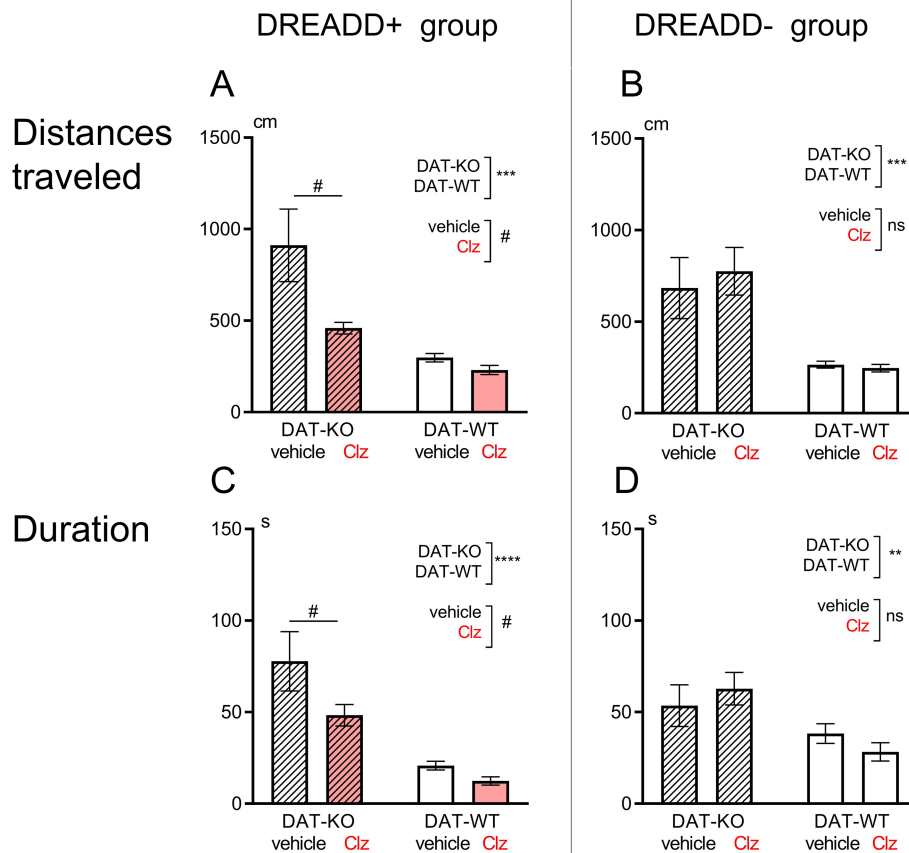 DREADD+ group
DREADD- group
Distances
traveled
A
cm
1500
1000
500
0
#
DAT-KO
DAT-WT
***
vehicle
Clz
#
DAT-KO
DAT-WT
vehicle Clz vehicle Clz
B
cm
1500
1000
500
0
DAT-KO
DAT-WT
***
vehicle
Clz
ns
DAT-KO
DAT-WT
vehicle Clz vehicle Clz
Duration
C
s
150
100
50
0
#
DAT-KO
DAT-WT
****
vehicle
Clz
#
DAT-KO
DAT-WT
vehicle Clz vehicle Clz
D
s
150
100
50
0
DAT-KO
DAT-WT
**
vehicle
Clz
ns
DAT-KO
DAT-WT
vehicle Clz vehicle Clz